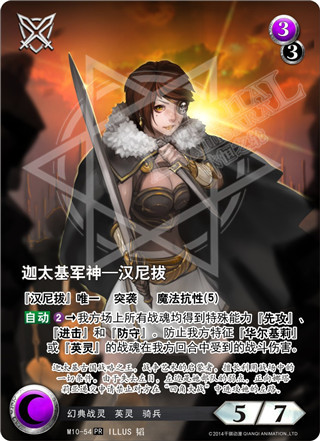 3
3
迦太基军神—汉尼拔
『汉尼拔』唯一 突袭 魔法抗性(5)
自动 2→我方场上所有战魂均得到特殊能力『先攻』、
『进击』和『防守』。防止我方特征『华尔基莉』
或『英灵』的战魂在我方回合中受到的战斗伤害。
幻典战灵 英灵 骑兵
5/7
M10-54 PR ILLUS 韬
©2014千骐动漫 QIANQI ANIMATION.CTD